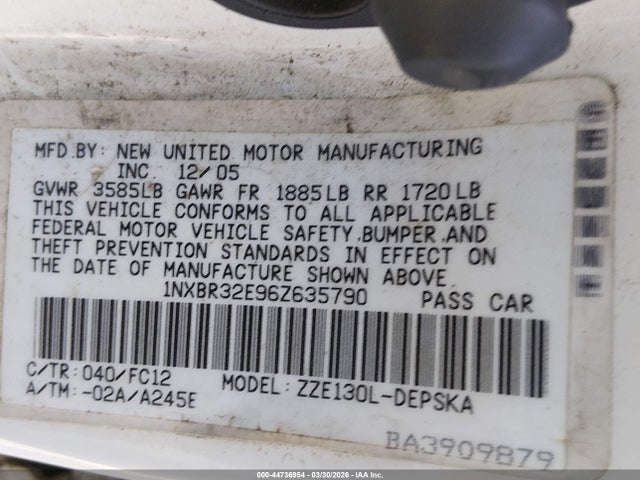 MFD.BY: NEW UNITED MOTOR MANUFACTURING
INC. 12/05
GVWR 3585LB GAWR FR 1885LB RR 1720LB
THIS VEHICLE CONFORMS TO ALL APPLICABLE
FEDERAL MOTOR VEHICLE SAFETY,BUMPER,AND
THEFT PREVENTION STANDARDS IN EFFECT ON
THE DATE OF MANUFACTURE SHOWN ABOVE.
1NXBR32E96Z635790 PASS CAR
C/TR: 040/FC12 MODEL: ZZE130L-DEPSKA
A/TM: -02A/A245E
BA3909879
000-44736954 | 03/30/2026 - IAA, Inc.